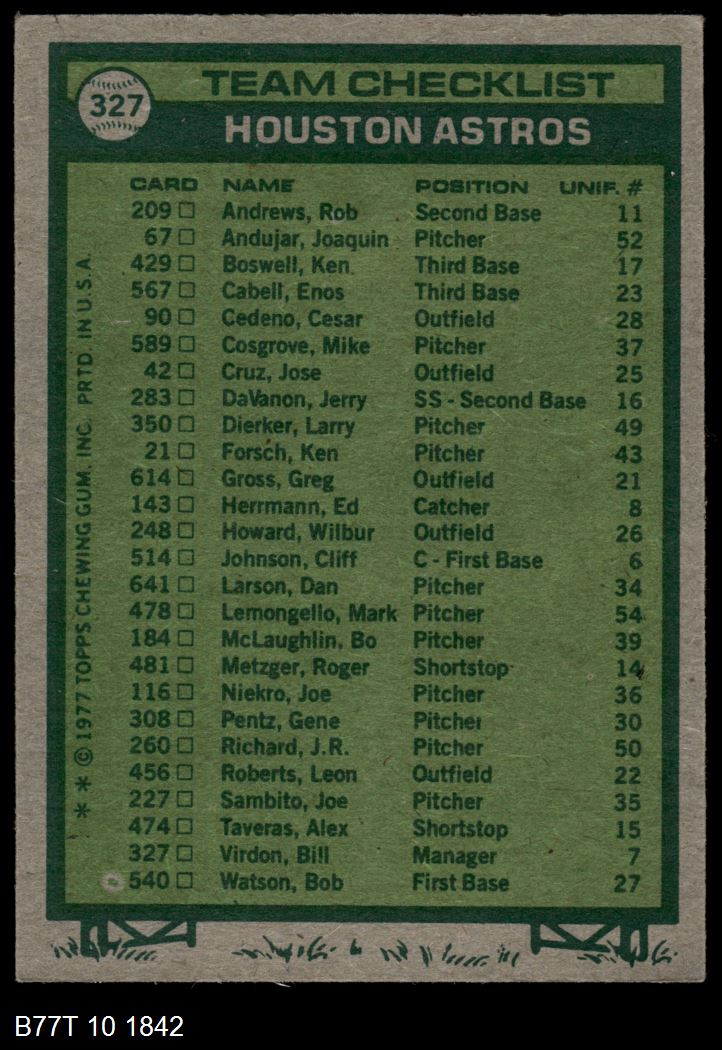 327
TEAM CHECKLIST
HOUSTON ASTROS
CARD NAME POSITION UNIF. #
209 Andrews, Rob Second Base 11
67 Andujar, Joaquin Pitcher 52
429 Boswell, Ken Third Base 17
567 Cabell, Enos Third Base 23
90 Cedeno, Cesar Outfield 28
589 Cosgrove, Mike Pitcher 37
42 Cruz, Jose Outfield 25
283 DaVanon, Jerry SS - Second Base 16
350 Dierker, Larry Pitcher 49
21 Forsch, Ken Pitcher 43
614 Gross, Greg Outfield 21
143 Herrmann, Ed Catcher 8
248 Howard, Wilbur Outfield 26
514 Johnson, Cliff C - First Base 6
641 Larson, Dan Pitcher 34
478 Lemongello, Mark Pitcher 54
184 McLaughlin, Bo Pitcher 39
481 Metzger, Roger Shortstop 14
116 Niekro, Joe Pitcher 36
308 Pentz, Gene Pitcher 30
260 Richard, J.R. Pitcher 50
456 Roberts, Leon Outfield 22
227 Sambito, Joe Pitcher 35
474 Taveras, Alex Shortstop 15
327 Virdon, Bill Manager 7
540 Watson, Bob First Base 27
* * © 1977 TOPPS CHEWING GUM, INC. PRTD. IN U.S.A.
B77T 10 1842